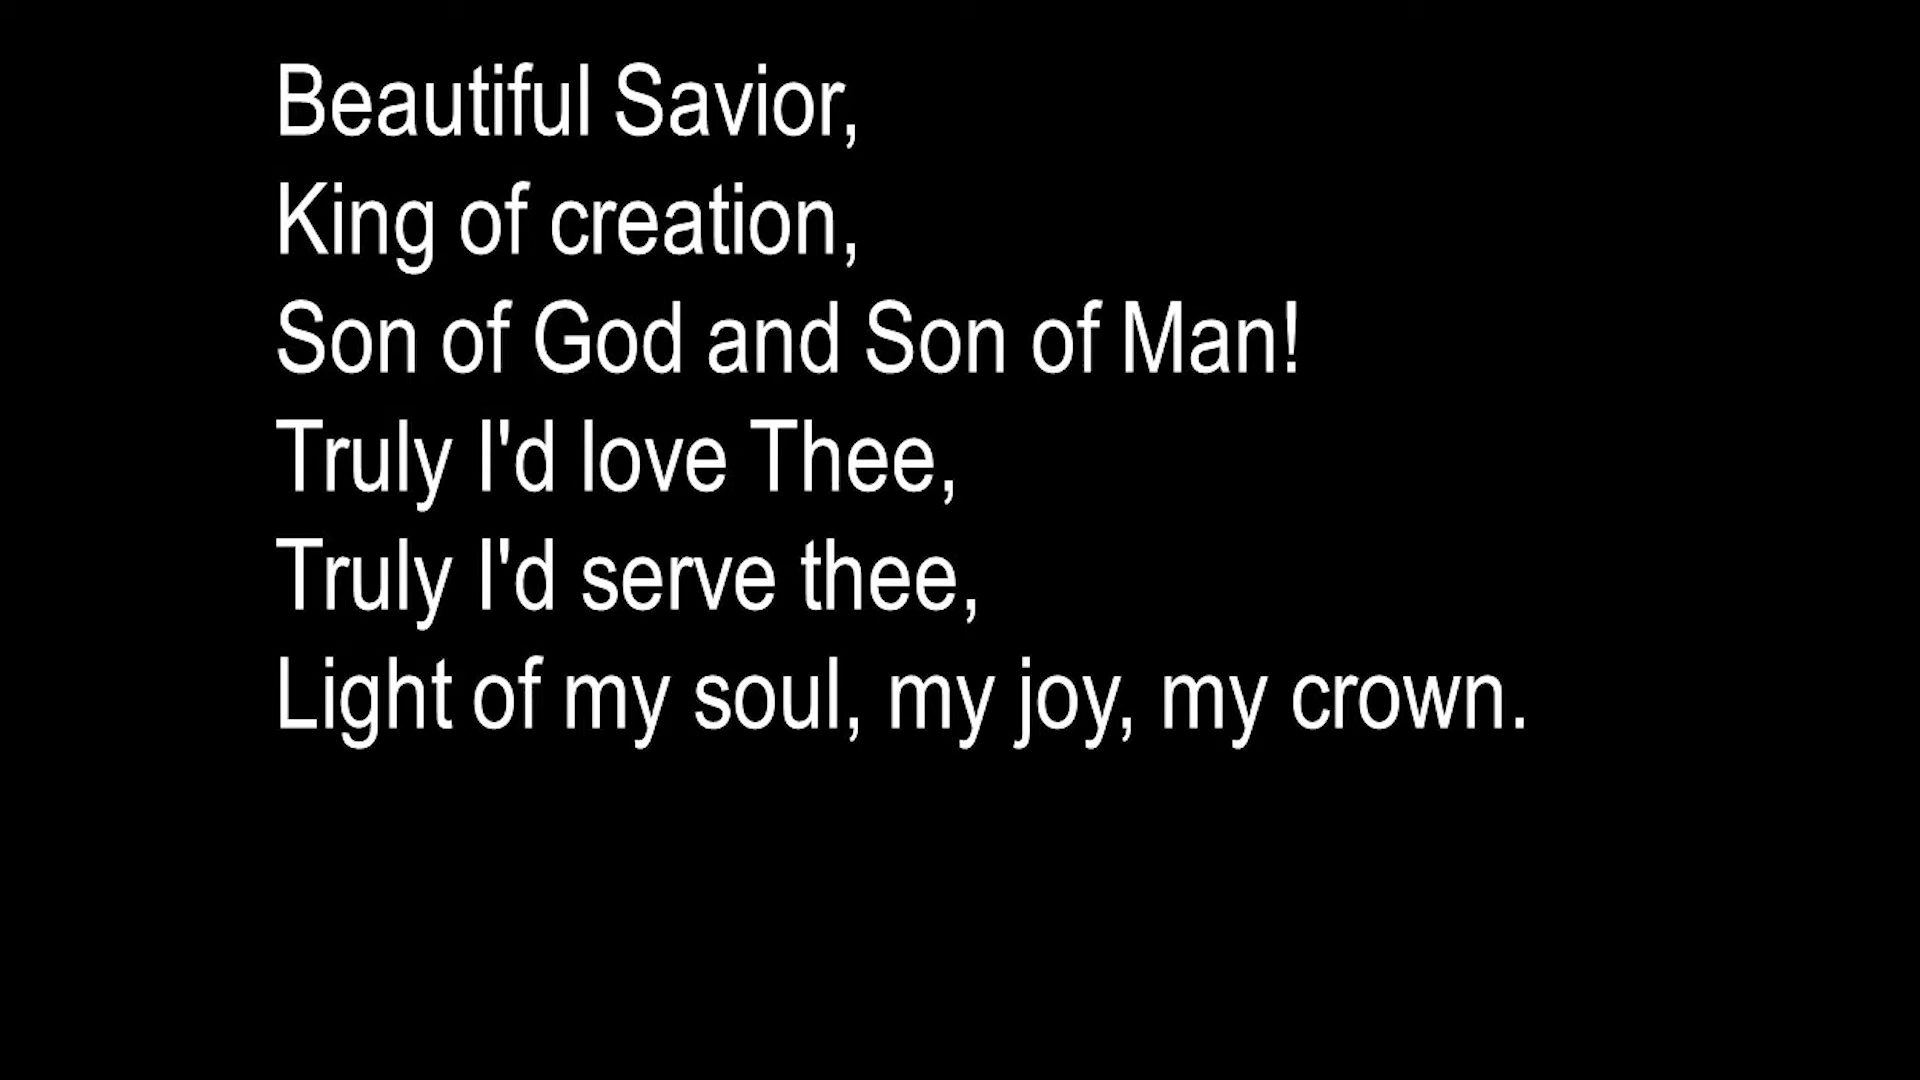 Beautiful Savior,
King of creation,
Son of God and Son of Man!
Truly I'd love Thee,
Truly I'd serve thee,
Light of my soul, my joy, my crown.